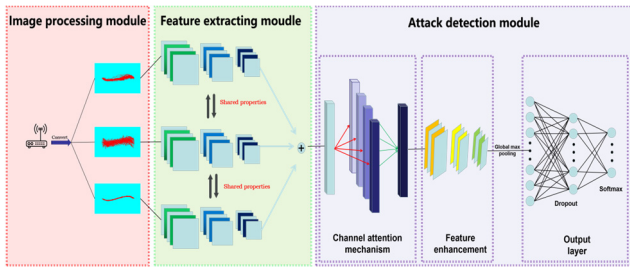 Image processing module
Feature extracting moudle
Attack detection module
Convert
Shared properties
Shared properties
Global max
pooling
Dropout
Softmax
Channel attention
mechanism
Feature
enhancement
Output
layer